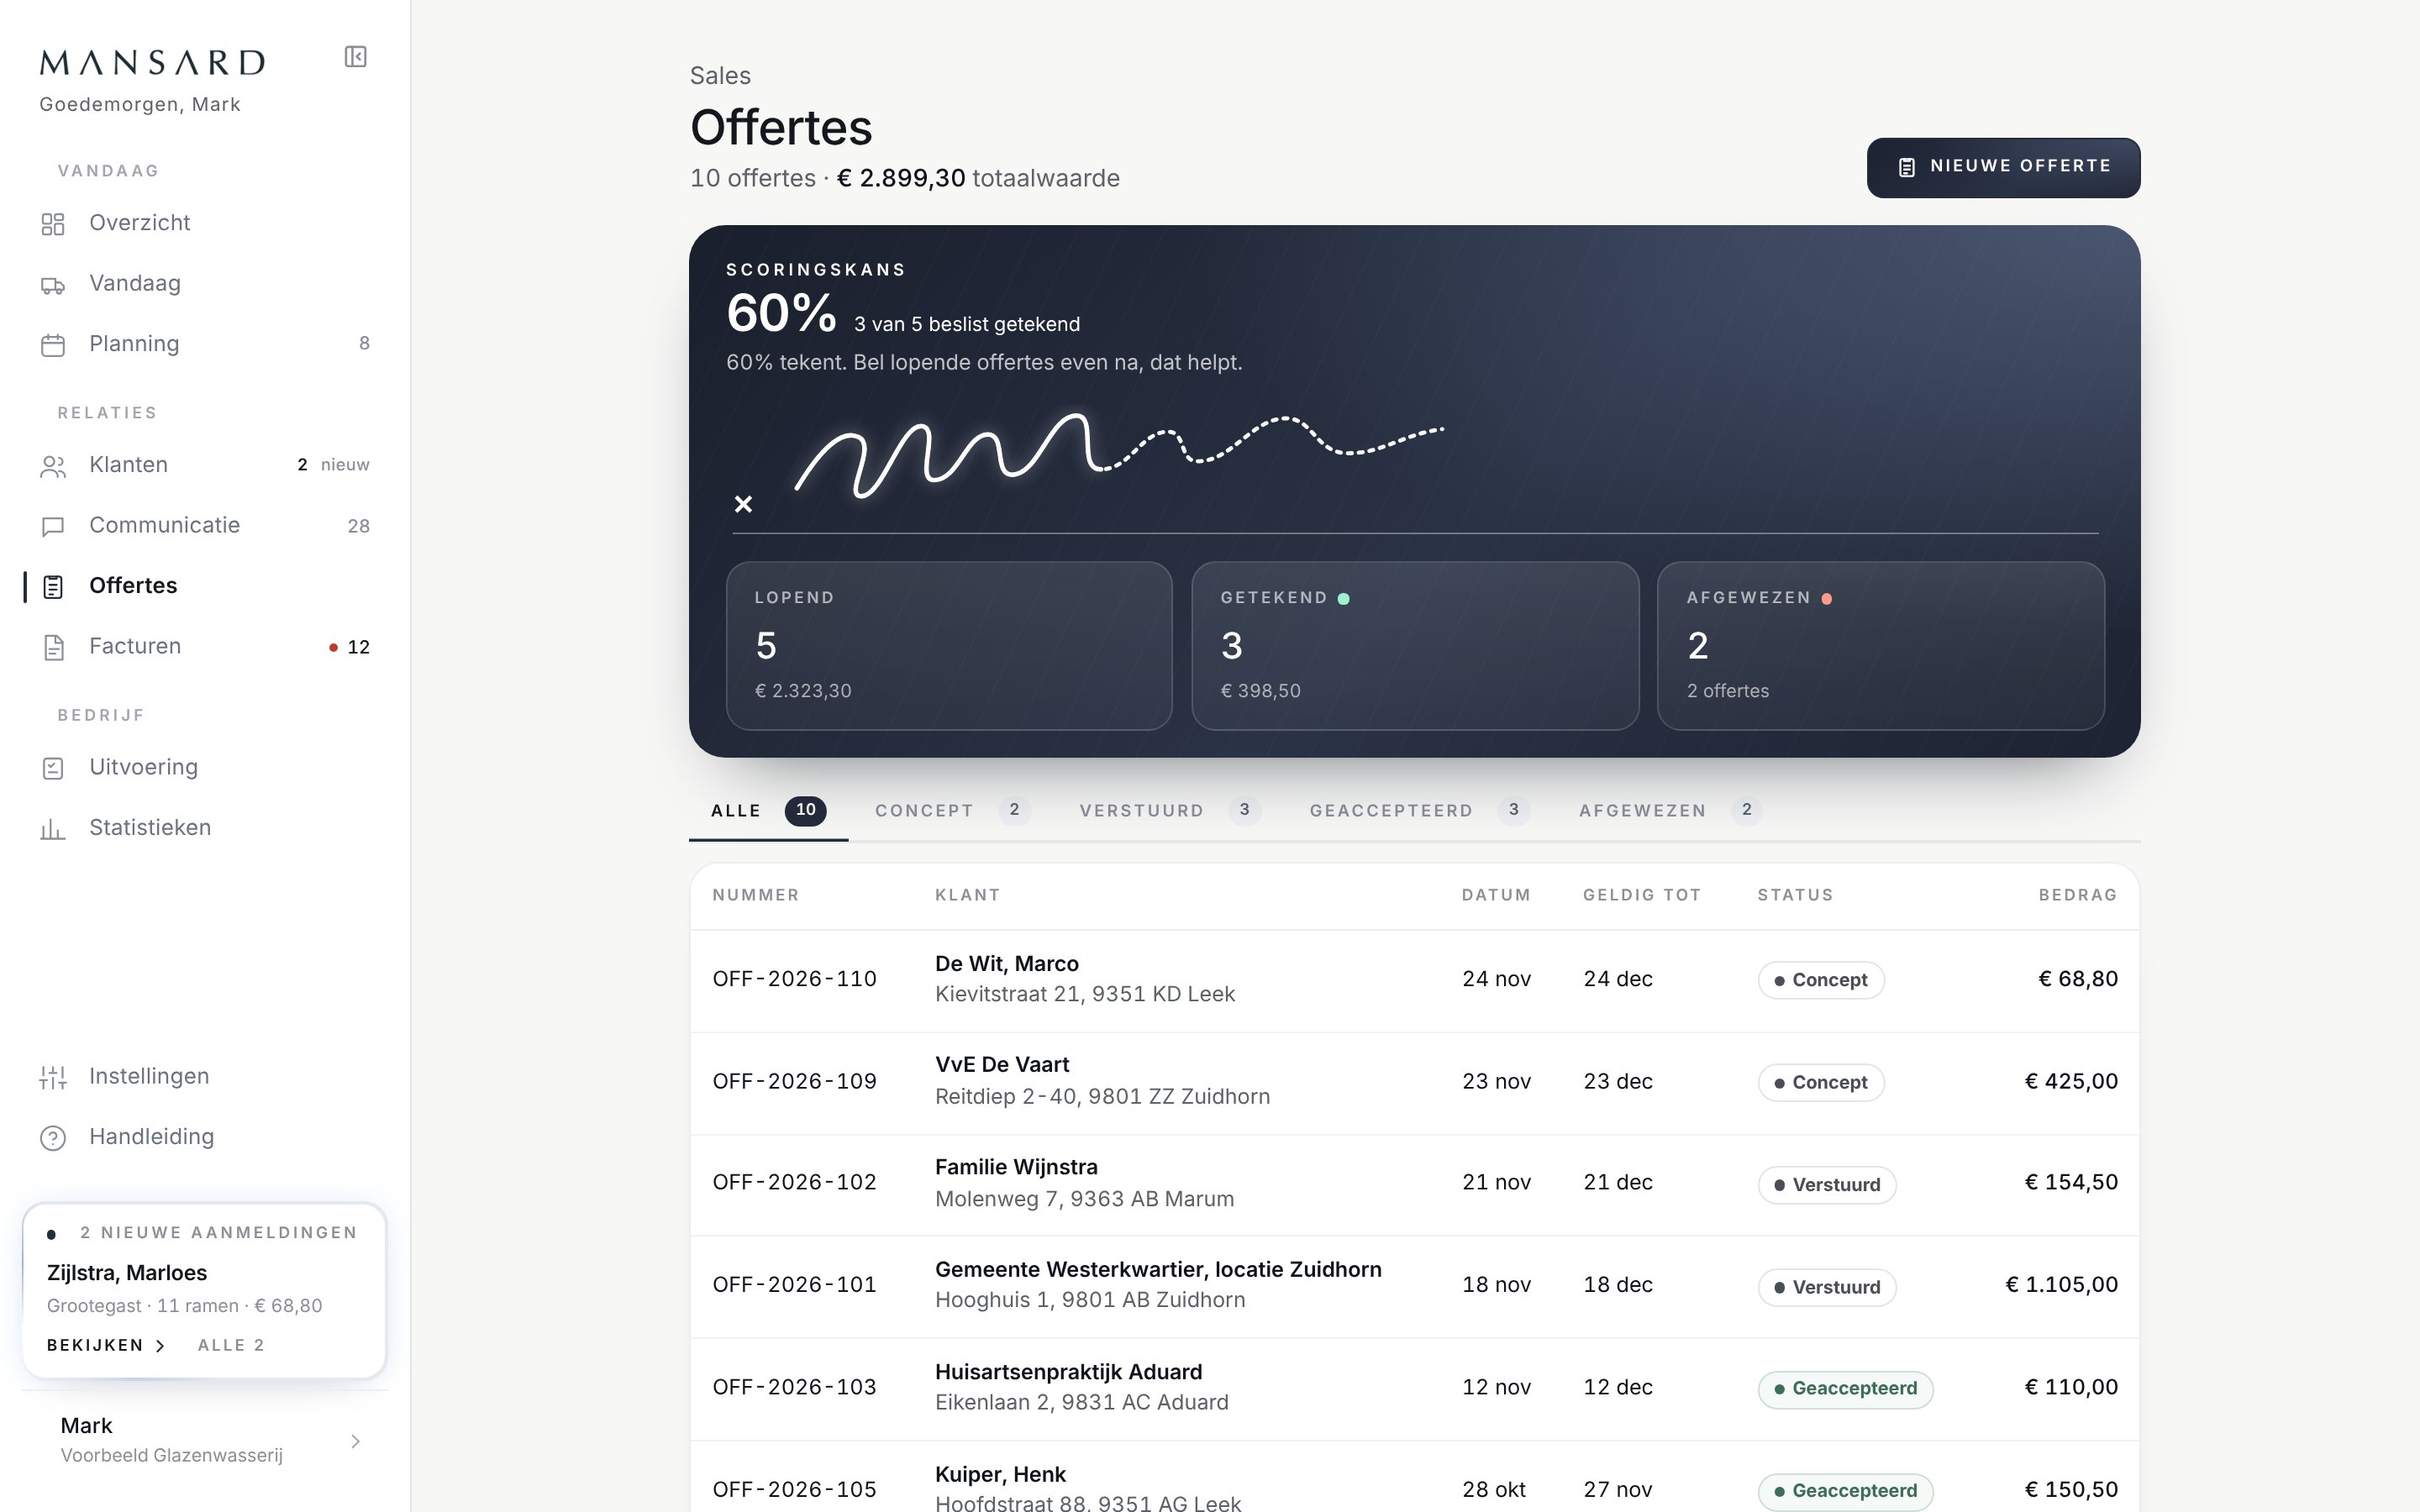 MANSARD
Goedemorgen, Mark
VANDAAG
Overzicht
Vandaag
Planning 8
RELATIES
Klanten 2 nieuw
Communicatie 28
Offertes
Facturen 12
BEDRIJF
Uitvoering
Statistieken
Instellingen
Handleiding
2 NIEUWE AANMELDINGEN
Zijlstra, Marloes
Grootegast · 11 ramen · € 68,80
BEKIJKEN ALLE 2
Mark
Voorbeeld Glazenwasserij
Sales
Offertes
10 offertes · € 2.899,30 totaalwaarde
NIEUWE OFFERTE
SCORINGSKANS
60% 3 van 5 beslist getekend
60% tekent. Bel lopende offertes even na, dat helpt.
LOPEND
5
€ 2.323,30
GETEKEND
3
€ 398,50
AFGEWEZEN
2
2 offertes
ALLE 10 CONCEPT 2 VERSTUURD 3 GEACCEPTEERD 3 AFGEWEZEN 2
NUMMER KLANT DATUM GELDIG TOT STATUS BEDRAG
OFF-2026-110 De Wit, Marco 24 nov 24 dec Concept € 68,80
Kievitstraat 21, 9351 KD Leek
OFF-2026-109 VvE De Vaart 23 nov 23 dec Concept € 425,00
Reitdiep 2-40, 9801 ZZ Zuidhorn
OFF-2026-102 Familie Wijnstra 21 nov 21 dec Verstuurd € 154,50
Molenweg 7, 9363 AB Marum
OFF-2026-101 Gemeente Westerkwartier, locatie Zuidhorn 18 nov 18 dec Verstuurd € 1.105,00
Hooghuis 1, 9801 AB Zuidhorn
OFF-2026-103 Huisartsenpraktijk Aduard 12 nov 12 dec Geaccepteerd € 110,00
Eikenlaan 2, 9831 AC Aduard
OFF-2026-105 Kuiper, Henk 28 okt 27 nov Geaccepteerd € 150,50
Hoofdstraat 88, 9351 AG Leek